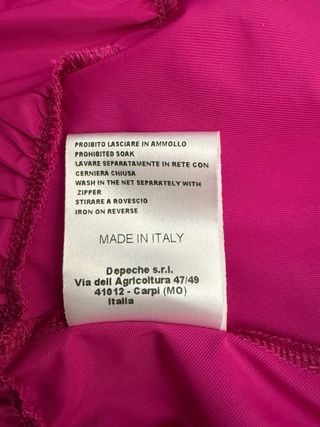 PROIBITO LASCIARE IN AMMOLLO
PROHIBITED SOAK
LAVARE SEPARATAMENTE IN RETE CON
CERNIERA CHIUSA
WASH IN THE NET SEPARATELY WITH
ZIPPER
STIRARE A ROVESCIO
IRON ON REVERSE
MADE IN ITALY
Depeche s.r.l.
Via dell Agricoltura 47/49
41012 - Carpi (MO)
Italia